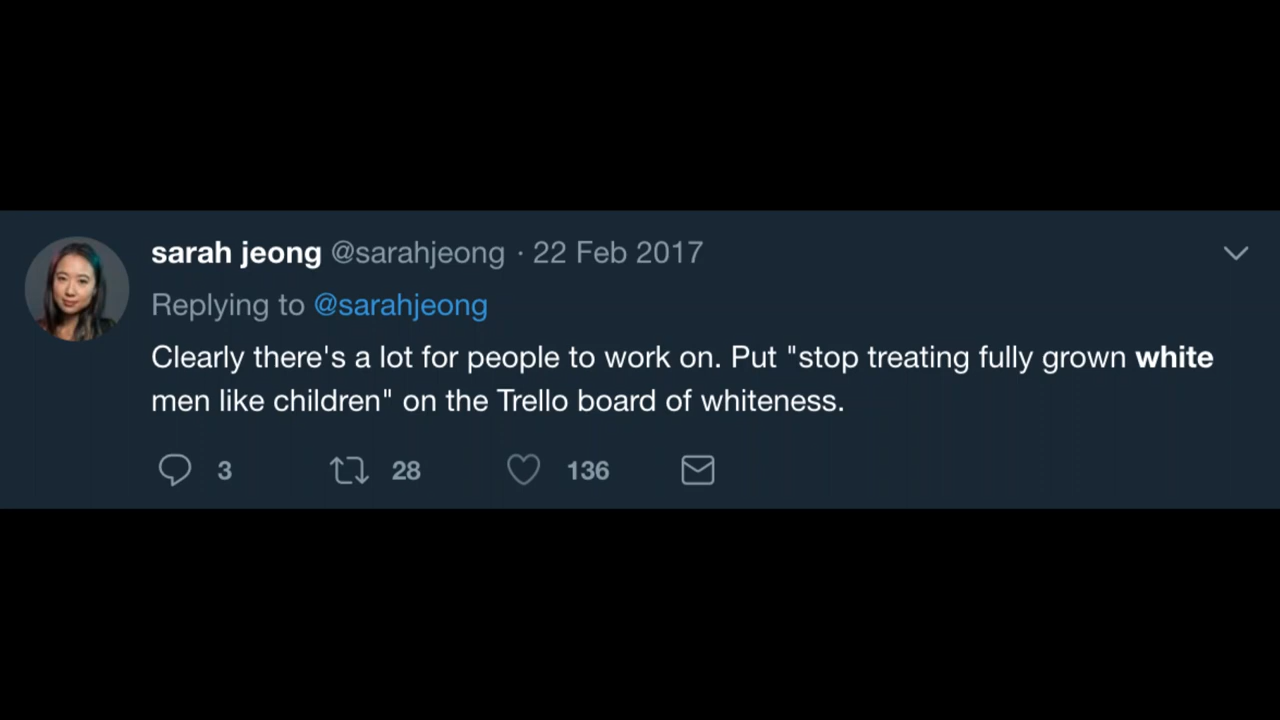 sarah jeong @sarahjeong · 22 Feb 2017
Replying to @sarahjeong
Clearly there's a lot for people to work on. Put "stop treating fully grown white
men like children" on the Trello board of whiteness.
3 28 136